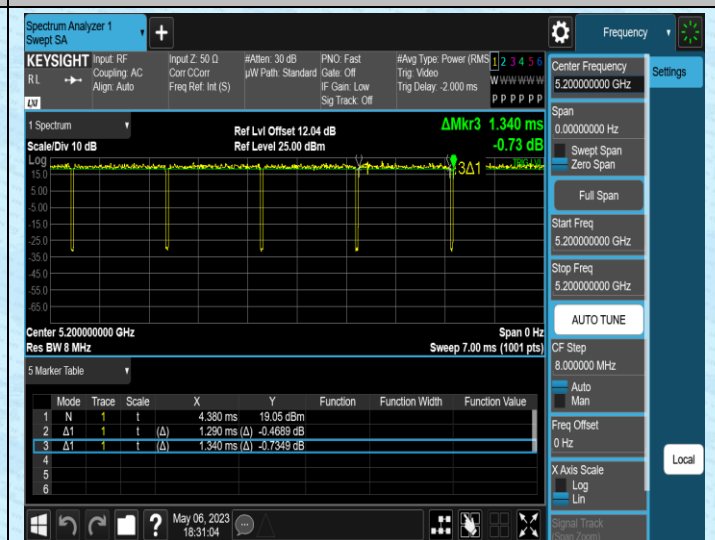 Spectrum Analyzer 1
Swept SA
Frequency
KEYSIGHT
RL
LXI
Input: RF
Coupling: AC
Align: Auto
Input Z: 50 Ω
Corr CCorr
Freq Ref: Int (S)
#Atten: 30 dB
µW Path: Standard
PNO: Fast
Gate: Off
IF Gain: Low
Sig Track: Off
#Avg Type: Power (RMS
Trig: Video
Trig Delay: -2.000 ms
1 2 3 4 5 6
W W W W W W
P P P P P P
Center Frequency
5.200000000 GHz
Settings
Span
0.00000000 Hz
Swept Span
Zero Span
Full Span
Start Freq
5.200000000 GHz
Stop Freq
5.200000000 GHz
AUTO TUNE
CF Step
8.000000 MHz
Auto
Man
Freq Offset
0 Hz
X Axis Scale
Log
Lin
Signal Track
(Span Zoom)
Local
1 Spectrum
Scale/Div 10 dB
Ref Lvl Offset 12.04 dB
Ref Level 25.00 dBm
ΔMkr3 1.340 ms
-0.73 dB
Log
15.0
5.00
-5.00
-15.0
-25.0
-35.0
-45.0
-55.0
-65.0
3Δ1
Center 5.200000000 GHz
Res BW 8 MHz
Span 0 Hz
Sweep 7.00 ms (1001 pts)
5 Marker Table
Mode Trace Scale X Y Function Function Width Function Value
1 N 1 t 4.380 ms 19.05 dBm
2 Δ1 1 t (Δ) 1.290 ms (Δ) -0.4689 dB
3 Δ1 1 t (Δ) 1.340 ms (Δ) -0.7349 dB
4
5
6
?
May 06, 2023
18:31:04